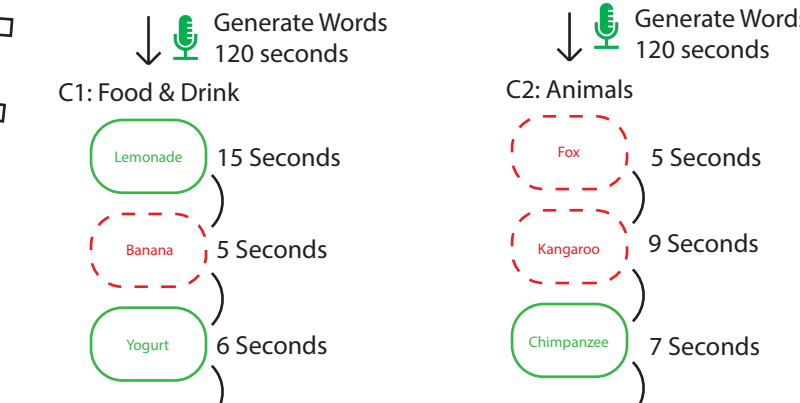 Generate Words
120 seconds
C1: Food & Drink
Lemonade
15 Seconds
Banana
5 Seconds
Yogurt
6 Seconds
Generate Words
120 seconds
C2: Animals
Fox
5 Seconds
Kangaroo
9 Seconds
Chimpanzee
7 Seconds